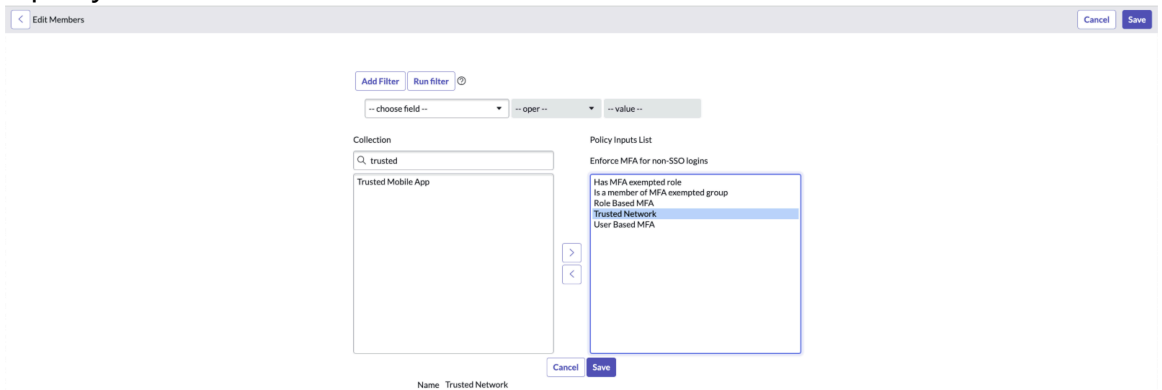 Edit Members
Cancel Save
Add Filter Run filter
-- choose field -- -- oper -- -- value --
Collection Policy Inputs List
trusted Enforce MFA for non-SSO logins
Trusted Mobile App
Has MFA exempted role
Is a member of MFA exempted group
Role Based MFA
Trusted Network
User Based MFA
Cancel Save
Name Trusted Network